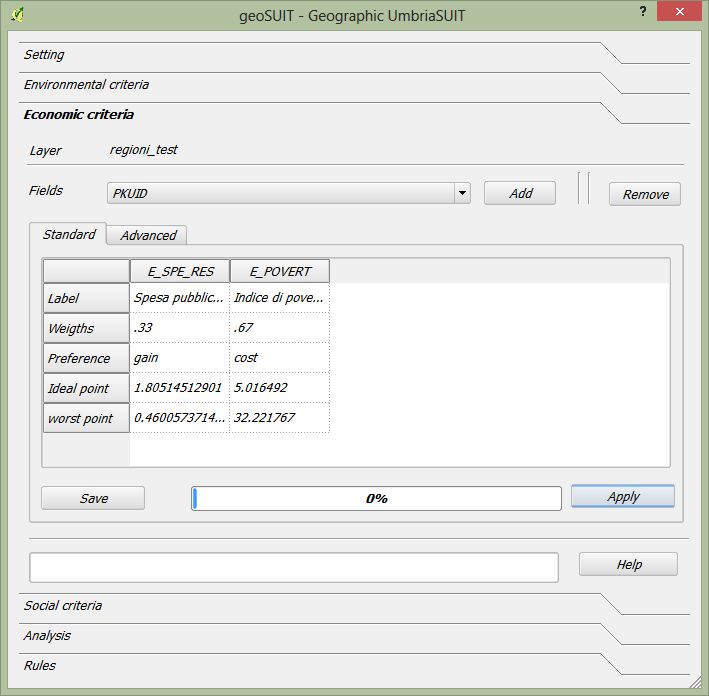 geoSUIT - Geographic UmbriaSUIT ?
Setting
Environmental criteria
Economic criteria
Layer regioni_test
Fields PKUID Add Remove
Standard Advanced
E_SPE_RES E_POVERT
Label Spesa pubblic... Indice di pove...
Weigths .33 .67
Preference gain cost
Ideal point 1.80514512901 5.016492
worst point 0.4600573714... 32.221767
Save 0% Apply
Help
Social criteria
Analysis
Rules